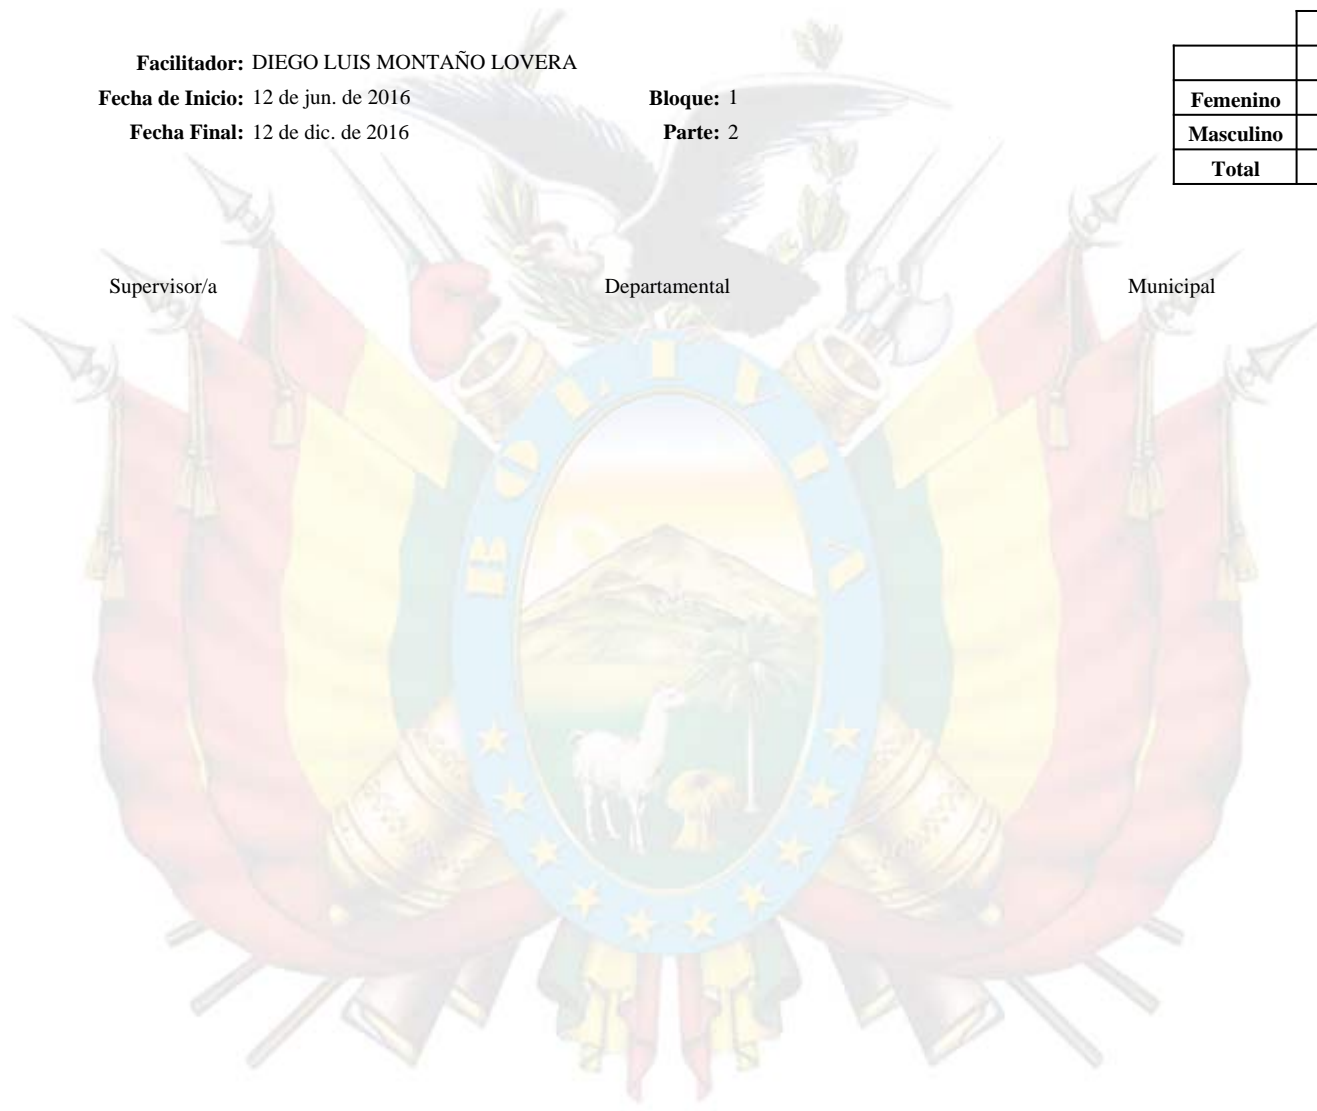 Facilitador: DIEGO LUIS MONTAÑO LOVERA
Fecha de Inicio: 12 de jun. de 2016 Bloque: 1
Fecha Final: 12 de dic. de 2016 Parte: 2
Femenino
Masculino
Total
Supervisor/a Departamental Municipal
BOLIVIA